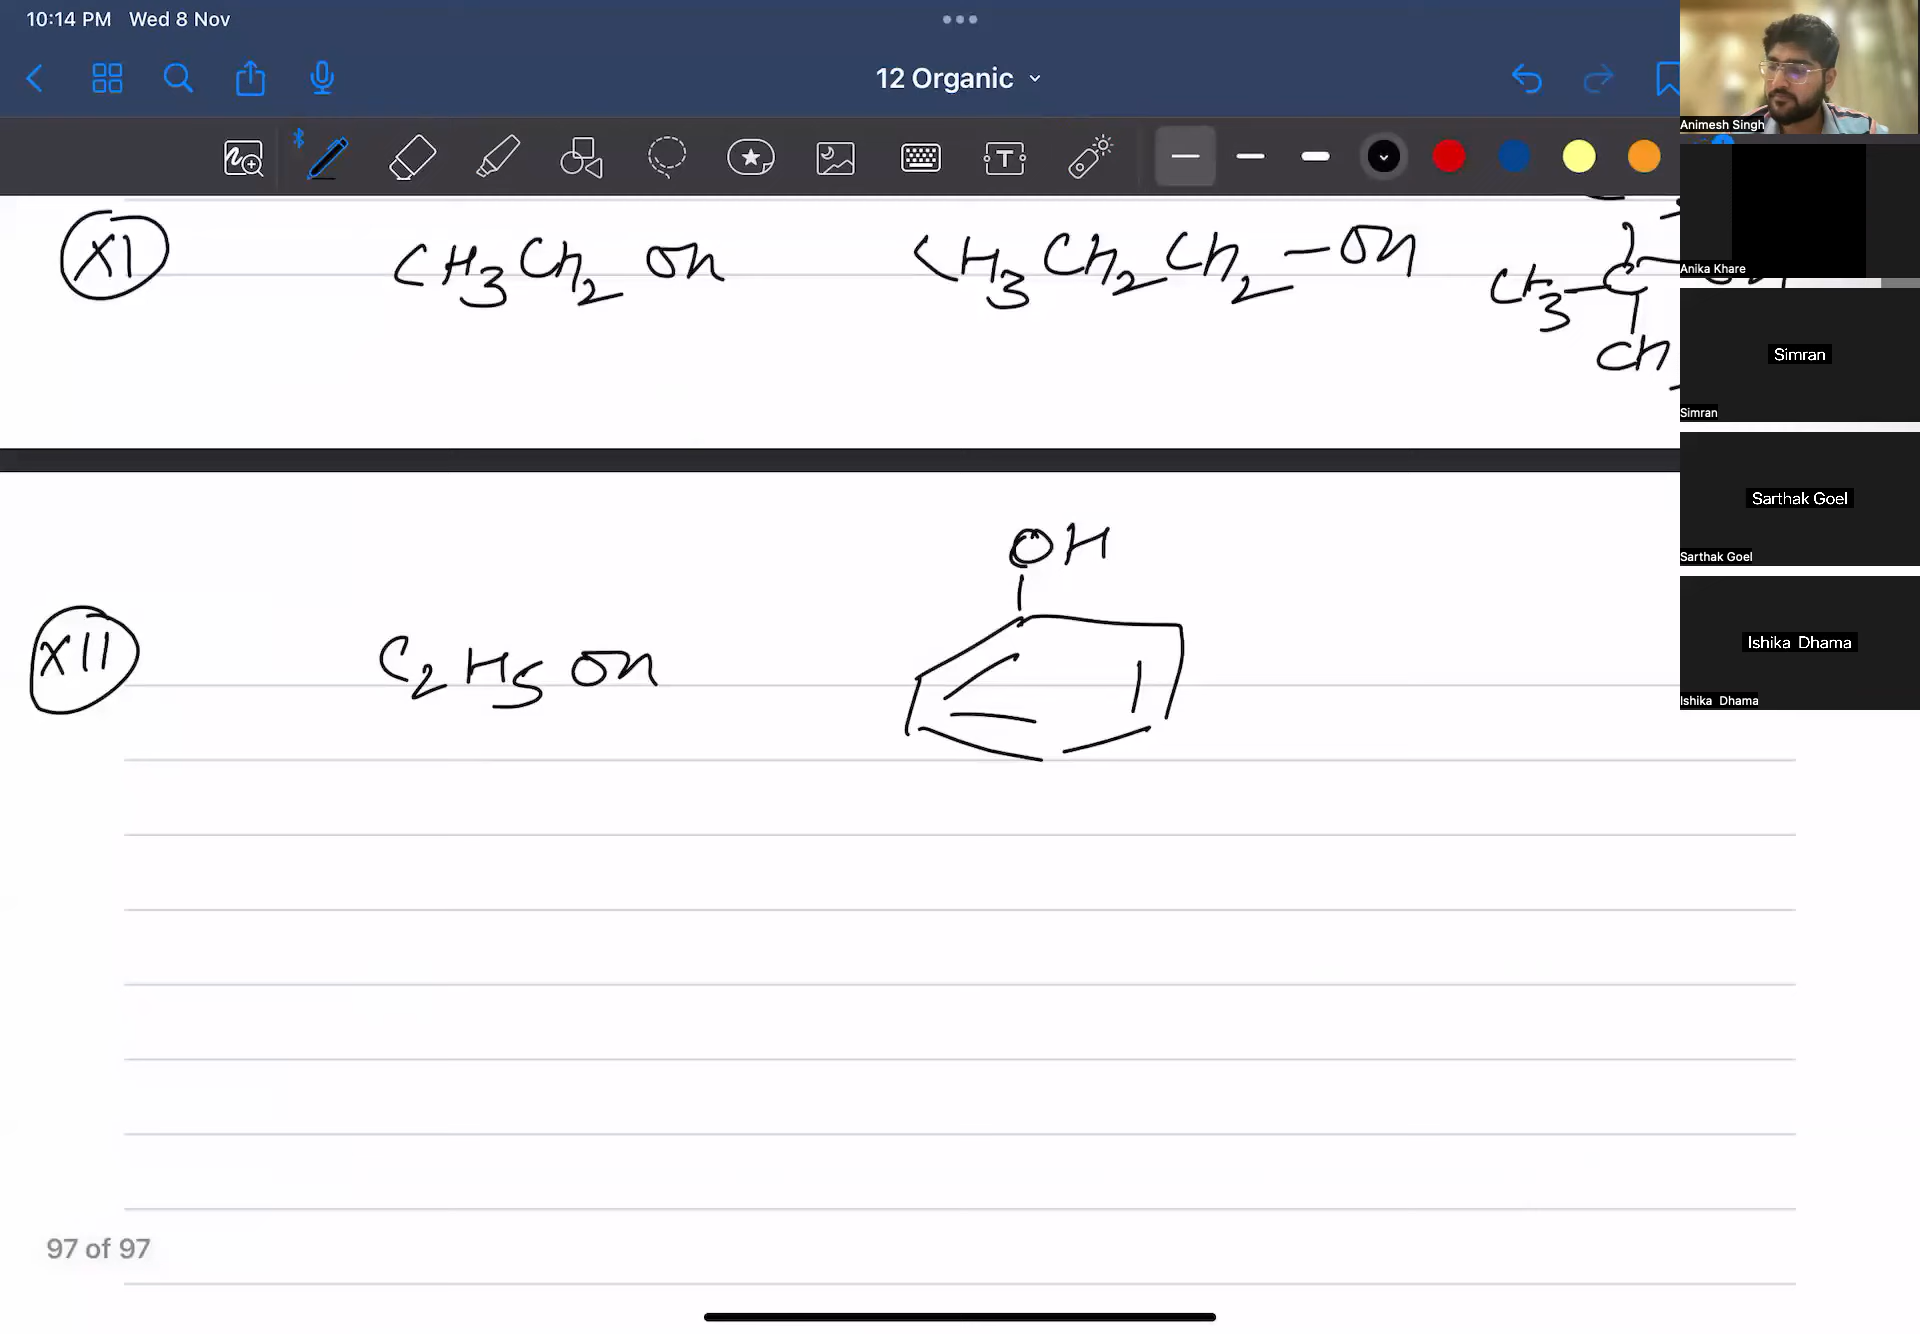 10:14 PM Wed 8 Nov
12 Organic
T
Animesh Singh
Anika Khare
XI CH3CH2 OH CH3CH2CH2-OH CH3-C
CH
Simran
Simran
Sarthak Goel
Sarthak Goel
OH
XII C2H5 OH
Ishika Dhama
Ishika Dhama
97 of 97